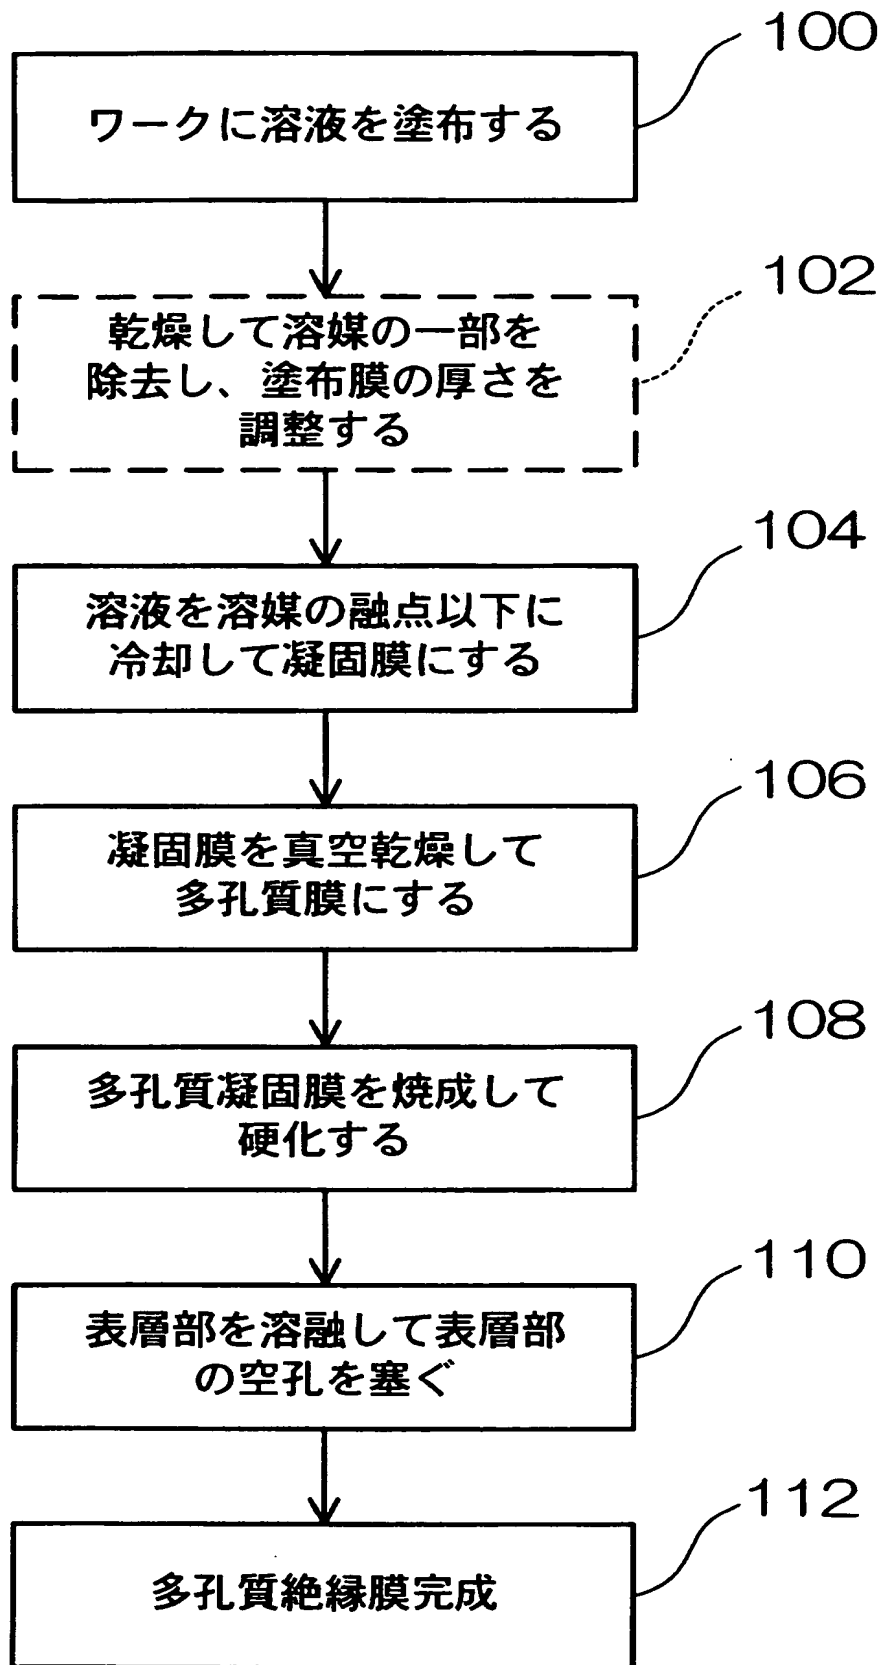 100
ワークに溶液を塗布する
102
乾燥して溶媒の一部を
除去し、塗布膜の厚さを
調整する
104
溶液を溶媒の融点以下に
冷却して凝固膜にする
106
凝固膜を真空乾燥して
多孔質膜にする
108
多孔質凝固膜を焼成して
硬化する
110
表層部を溶融して表層部
の空孔を塞ぐ
112
多孔質絶縁膜完成